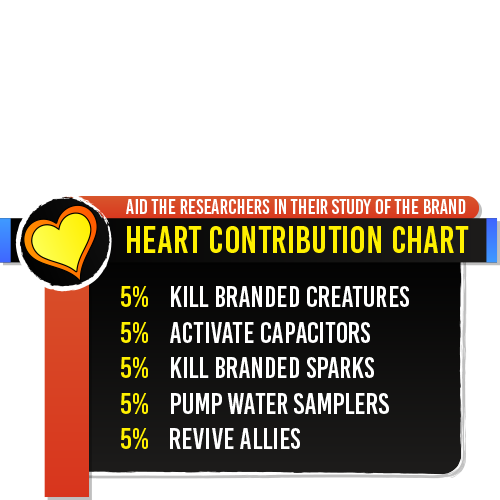 AID THE RESEARCHERS IN THEIR STUDY OF THE BRAND
HEART CONTRIBUTION CHART
5% KILL BRANDED CREATURES
5% ACTIVATE CAPACITORS
5% KILL BRANDED SPARKS
5% PUMP WATER SAMPLERS
5% REVIVE ALLIES